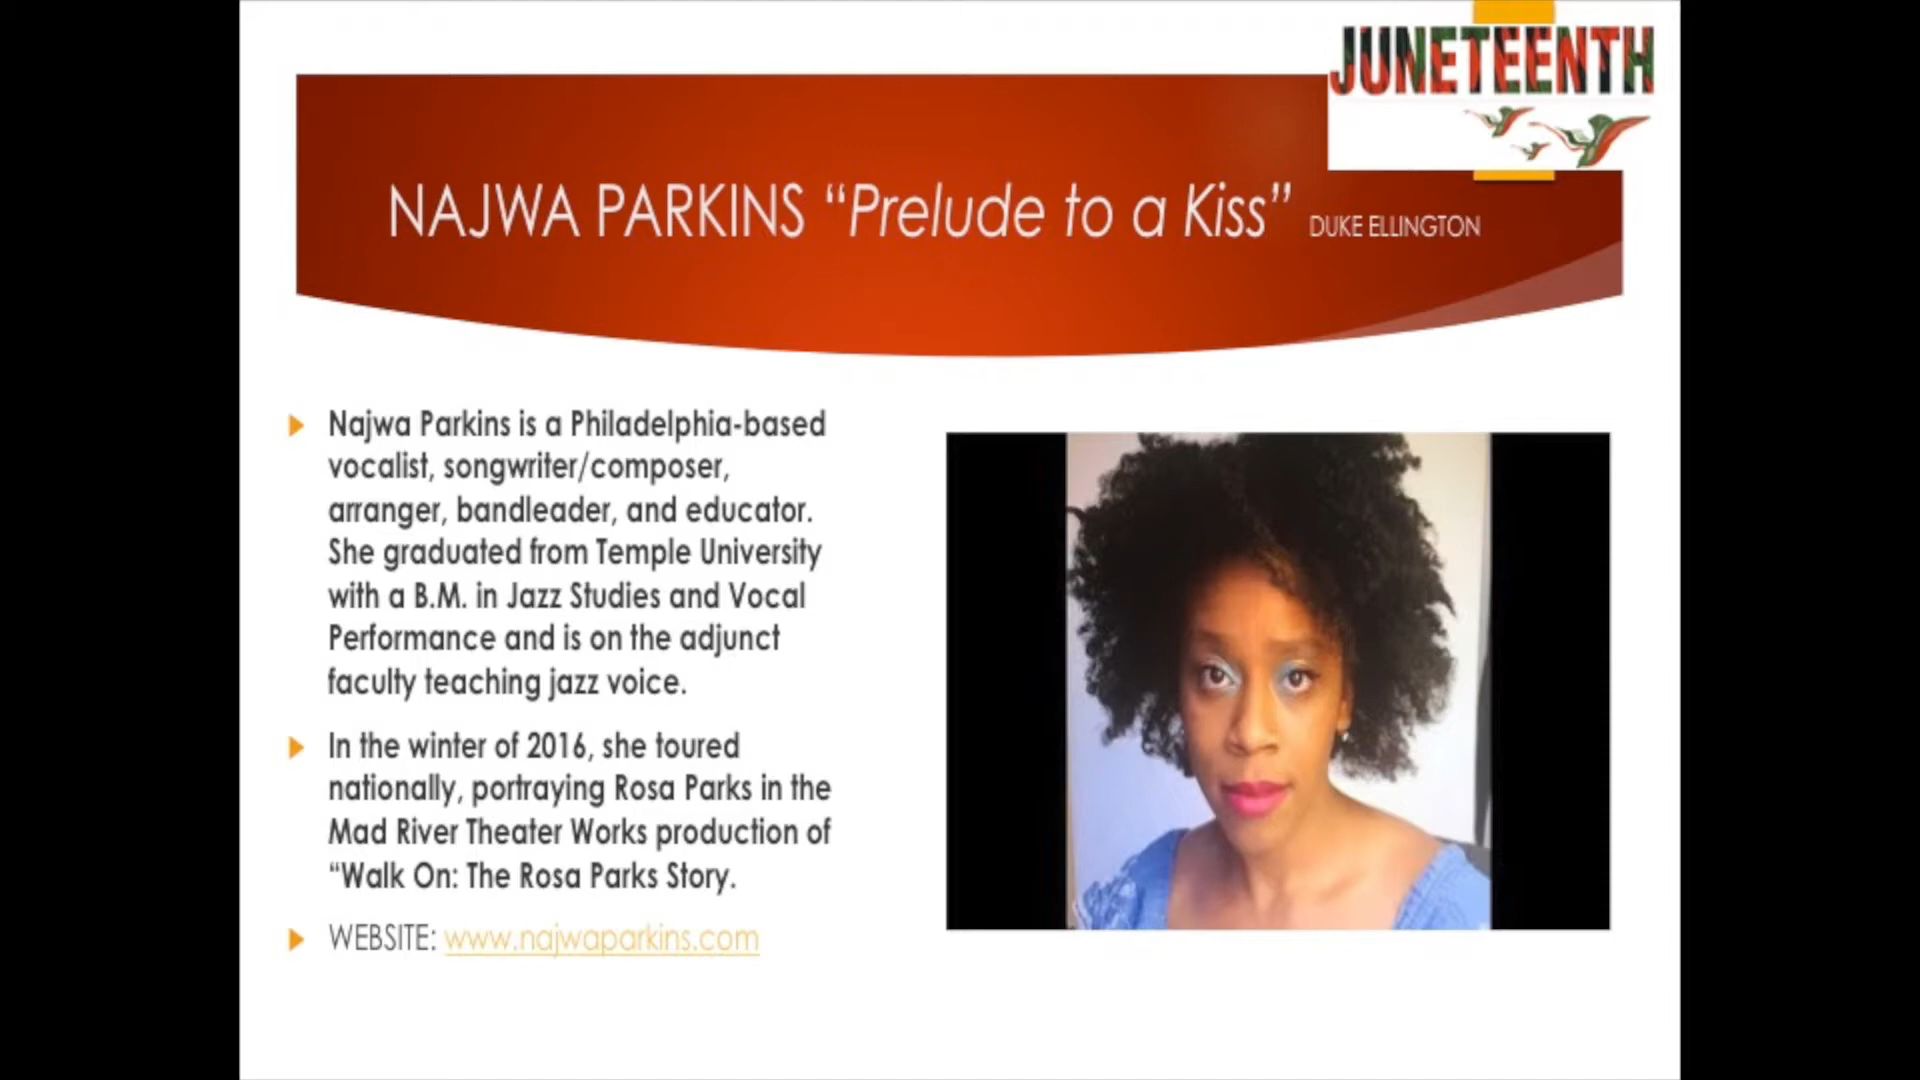 JUNETEENTH
NAJWA PARKINS “Prelude to a Kiss” DUKE ELLINGTON
Najwa Parkins is a Philadelphia-based
vocalist, songwriter/composer,
arranger, bandleader, and educator.
She graduated from Temple University
with a B.M. in Jazz Studies and Vocal
Performance and is on the adjunct
faculty teaching jazz voice.
In the winter of 2016, she toured
nationally, portraying Rosa Parks in the
Mad River Theater Works production of
“Walk On: The Rosa Parks Story.
WEBSITE: www.najwaparkins.com